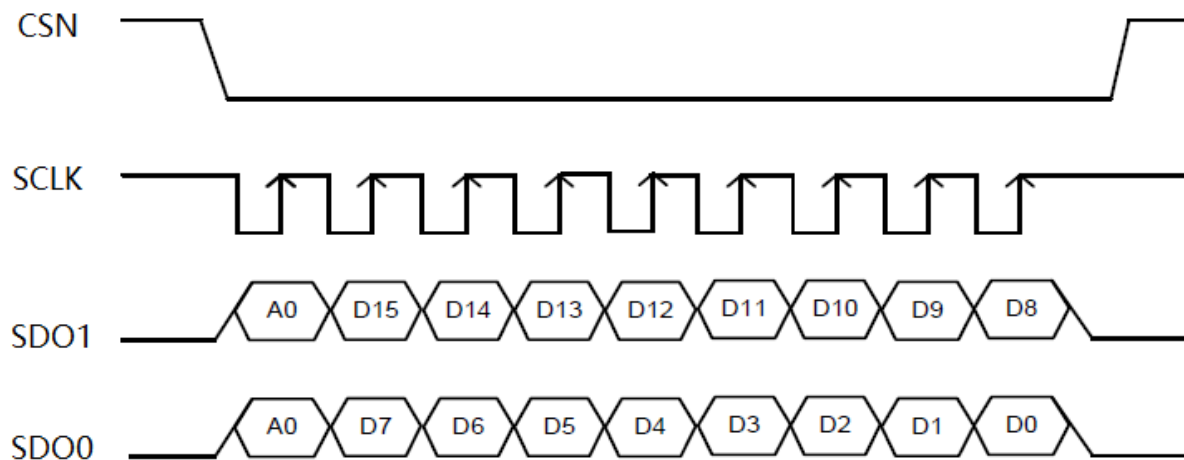 CSN
SCLK
SDO1 A0 D15 D14 D13 D12 D11 D10 D9 D8
SDO0 A0 D7 D6 D5 D4 D3 D2 D1 D0